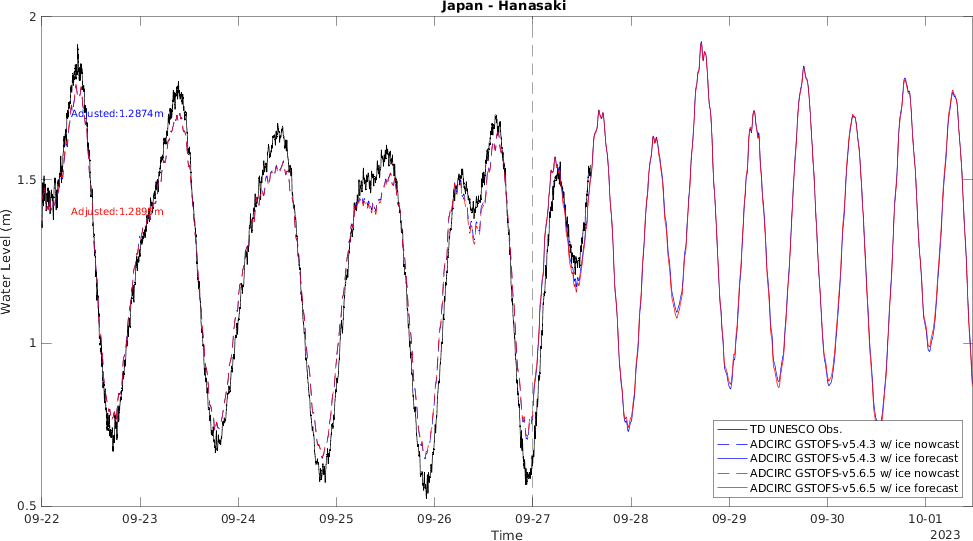 Japan - Hanasaki
2
1.5
1
0.5
Water Level (m)
Adjusted:1.2874m
Adjusted:1.289 m
09-22 09-23 09-24 09-25 09-26 09-27 09-28 09-29 09-30 10-01
Time
2023
TD UNESCO Obs.
ADCIRC GSTOFS-v5.4.3 w/ ice nowcast
ADCIRC GSTOFS-v5.4.3 w/ ice forecast
ADCIRC GSTOFS-v5.6.5 w/ ice nowcast
ADCIRC GSTOFS-v5.6.5 w/ ice forecast